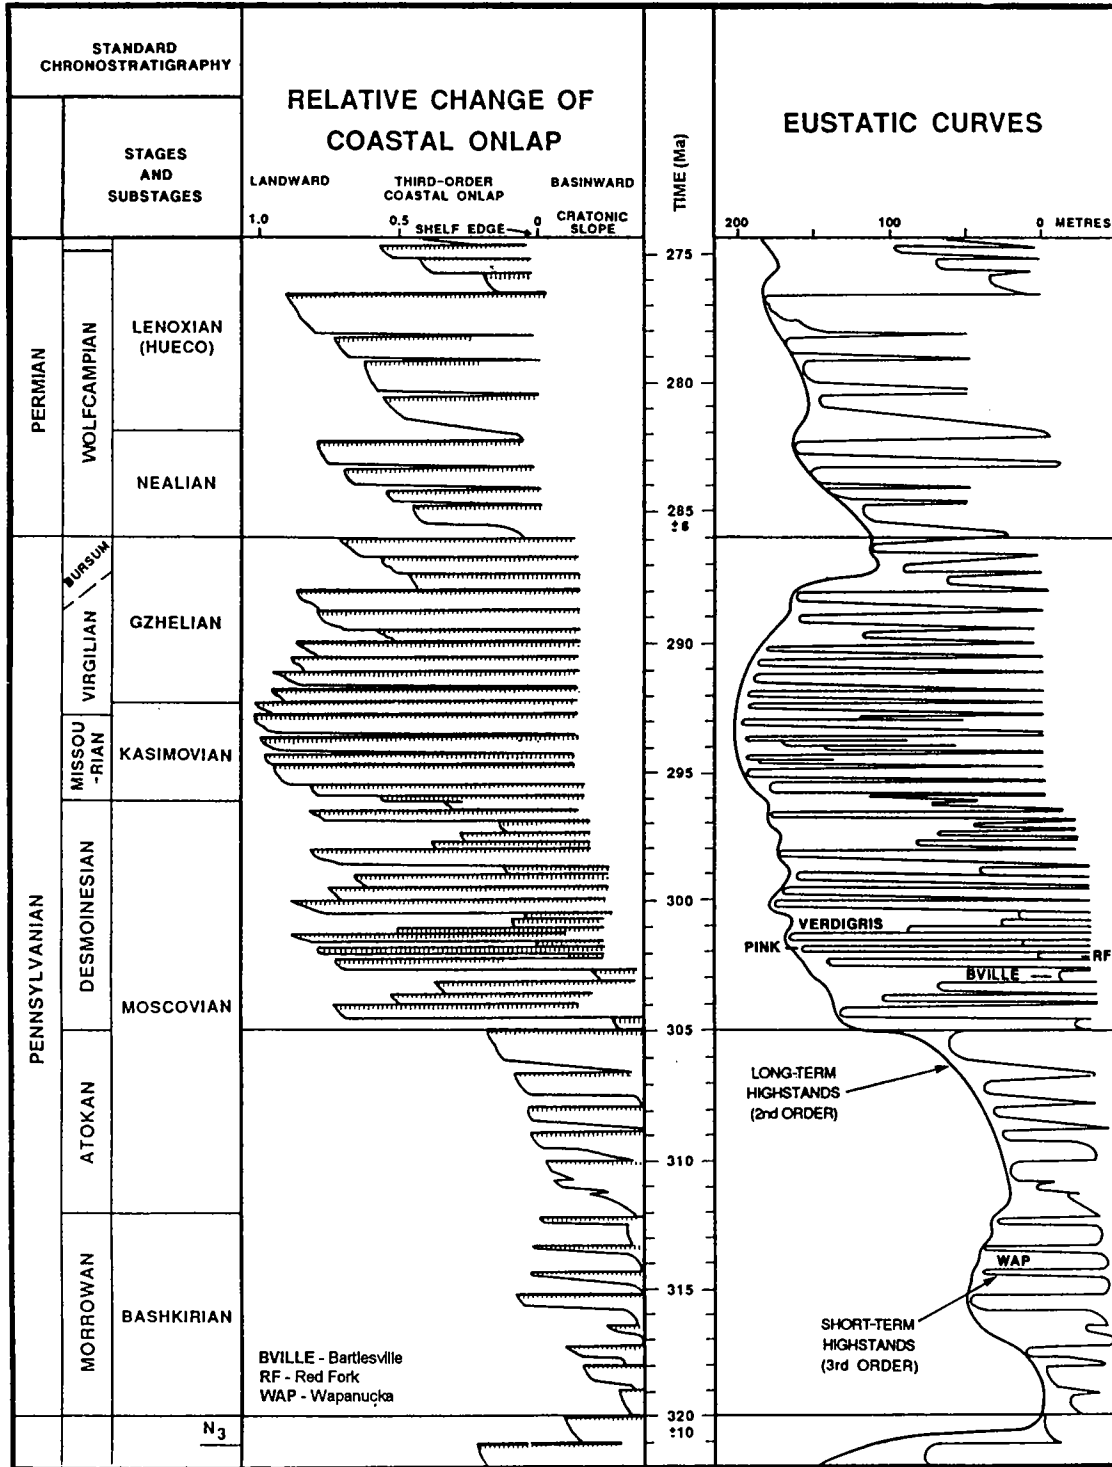 STANDARD
CHRONOSTRATIGRAPHY
STAGES
AND
SUBSTAGES
RELATIVE CHANGE OF
COASTAL ONLAP
LANDWARD
THIRD-ORDER
COASTAL ONLAP
BASINWARD
1.0
0.5
SHELF EDGE
0
CRATONIC
SLOPE
TIME (Ma)
EUSTATIC CURVES
200
100
0
METRES
PERMIAN
PENNSYLVANIAN
WOLFCAMPIAN
BURSUM
VIRGILIAN
MISSOU
-RIAN
DESMOINESIAN
ATOKAN
MORROWAN
LENOXIAN
(HUECO)
NEALIAN
GZHELIAN
KASIMOVIAN
MOSCOVIAN
BASHKIRIAN
N3
275
280
285
±6
290
295
300
305
310
315
320
±10
VERDIGRIS
PINK
RF
BVILLE
LONG-TERM
HIGHSTANDS
(2nd ORDER)
WAP
SHORT-TERM
HIGHSTANDS
(3rd ORDER)
BVILLE - Bartlesville
RF - Red Fork
WAP - Wapanucka